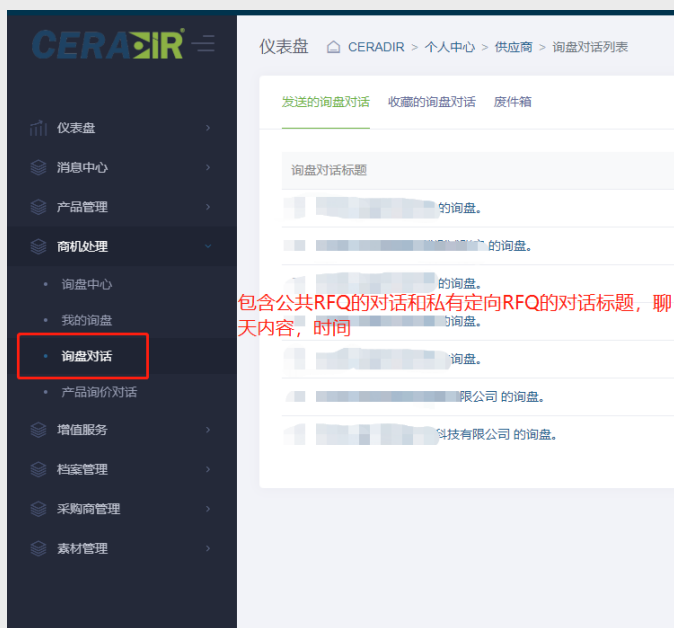 CERADIR
仪表盘 CERADIR > 个人中心 > 供应商 > 询盘对话列表
发送的询盘对话 收藏的询盘对话 废件箱
仪表盘
消息中心
产品管理
商机处理
询盘中心
我的询盘
询盘对话
产品询价对话
增值服务
档案管理
采购商管理
素材管理
询盘对话标题
的询盘。
的询盘。
的询盘。
包含公共RFQ的对话和私有定向RFQ的对话标题，聊
天内容，时间
询盘。
询盘。
限公司 的询盘。
科技有限公司 的询盘。